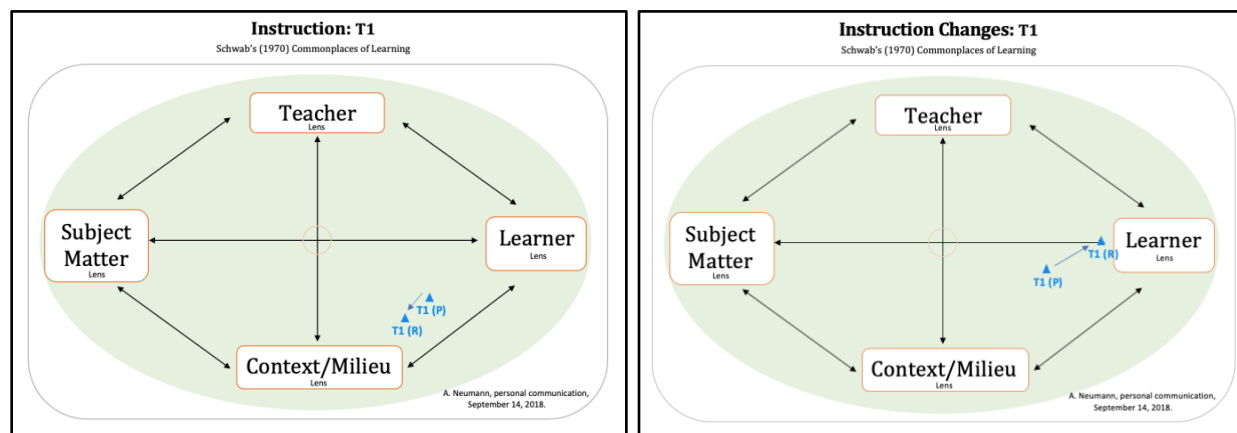 Instruction: T1
Schwab's (1970) Commonplaces of Learning
Teacher
Lens
Subject
Matter
Lens
Learner
Lens
T1 (P)
T1 (R)
Context/Milieu
Lens
A. Neumann, personal communication,
September 14, 2018.
Instruction Changes: T1
Schwab's (1970) Commonplaces of Learning
Teacher
Lens
Subject
Matter
Lens
Learner
Lens
T1 (R)
T1 (P)
Context/Milieu
Lens
A. Neumann, personal communication,
September 14, 2018.